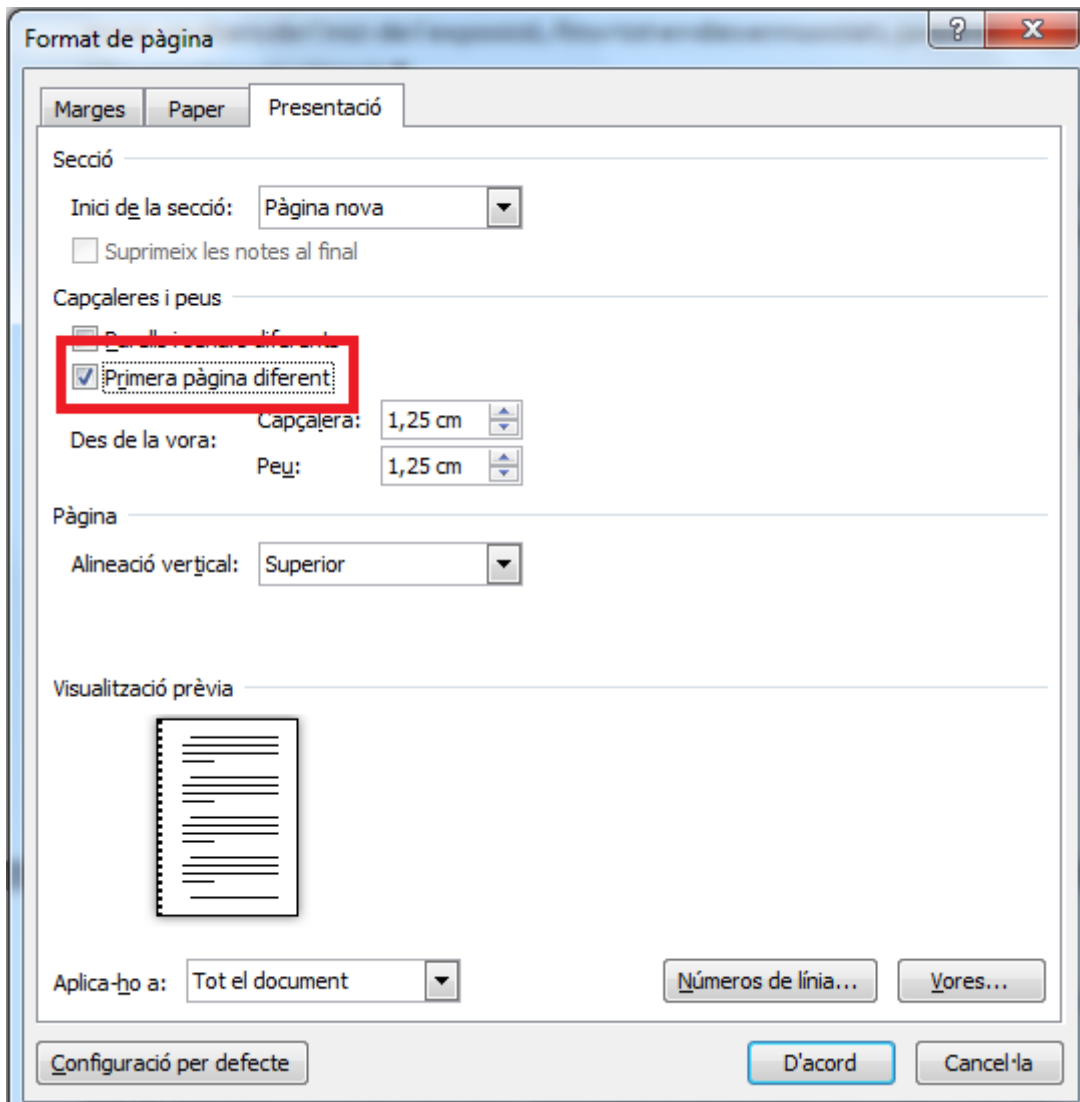 Format de pàgina
Marges Paper Presentació
Secció
Inici de la secció: Pàgina nova
Suprimeix les notes al final
Capçaleres i peus
Primera pàgina diferent
Des de la vora: Capçalera: 1,25 cm
Peu: 1,25 cm
Pàgina
Alineació vertical: Superior
Visualització prèvia
Aplica-ho a: Tot el document Números de línia... Vores...
Configuració per defecte D'acord Cancel·la